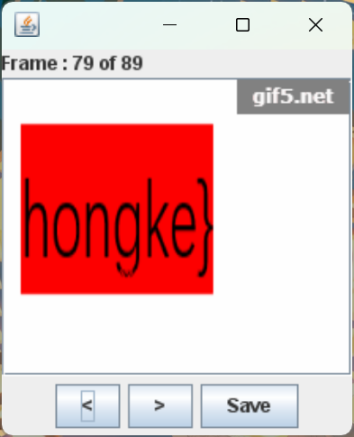 Frame : 79 of 89
gif5.net
hongke}
< > Save